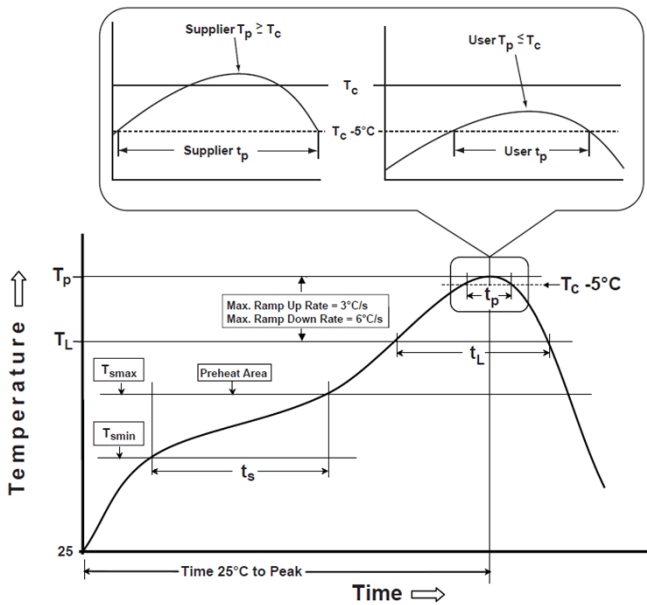 Supplier Tp ≥ Tc
User Tp ≤ Tc
Tc
Tc -5°C
Supplier tp
User tp
Tp
Tc -5°C
tp
Max. Ramp Up Rate = 3°C/s
Max. Ramp Down Rate = 6°C/s
TL
tL
Tsmax
Preheat Area
Tsmin
ts
Temperature
25
Time 25°C to Peak
Time